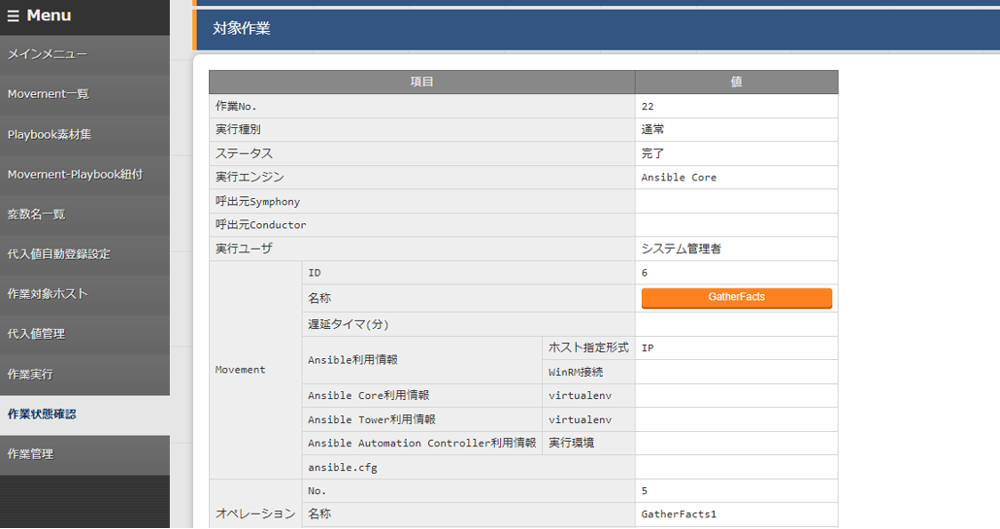 Menu
メインメニュー
Movement一覧
Playbook素材集
Movement-Playbook紐付
変数名一覧
代入値自動登録設定
作業対象ホスト
代入値管理
作業実行
作業状態確認
作業管理
対象作業
項目 値
作業No. 22
実行種別 通常
ステータス 完了
実行エンジン Ansible Core
呼出元Symphony
呼出元Conductor
実行ユーザ システム管理者
Movement
ID 6
名称 GatherFacts
遅延タイマ(分)
Ansible利用情報
ホスト指定形式 IP
WinRM接続
Ansible Core利用情報 virtualenv
Ansible Tower利用情報 virtualenv
Ansible Automation Controller利用情報 実行環境
ansible.cfg
オペレーション
No. 5
名称 GatherFacts1